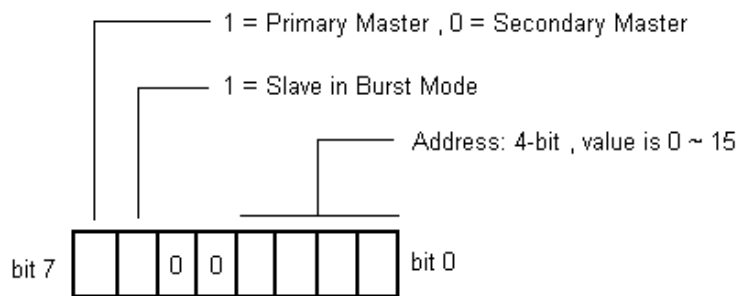 1 = Primary Master , 0 = Secondary Master
1 = Slave in Burst Mode
Address: 4-bit , value is 0 ~ 15
bit 7 0 0 bit 0